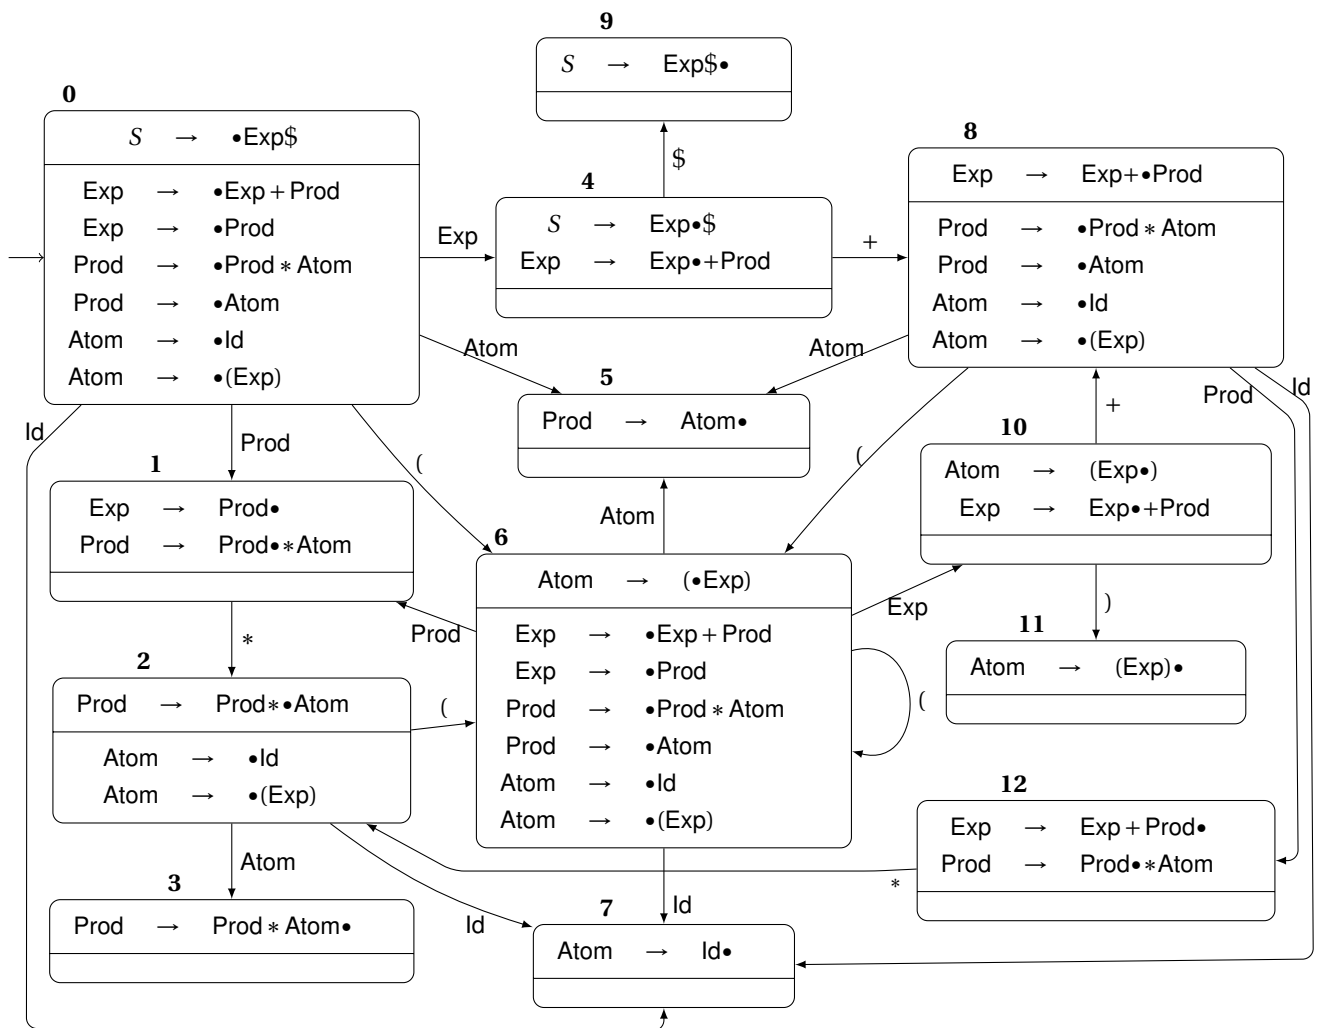 9
S → Exp$•
0
S → •Exp$
Exp → •Exp + Prod
Exp → •Prod
Prod → •Prod ∗ Atom
Prod → •Atom
Atom → •Id
Atom → •(Exp)
Exp
$
4
S → Exp•$
Exp → Exp•+Prod
+
8
Exp → Exp+•Prod
Prod → •Prod ∗ Atom
Prod → •Atom
Atom → •Id
Atom → •(Exp)
Atom
Atom
5
Prod → Atom•
Id
Prod
(
(
Prod
Id
+
1
Exp → Prod•
Prod → Prod•∗Atom
Atom
10
Atom → (Exp•)
Exp → Exp•+Prod
6
Atom → (•Exp)
Exp → •Exp + Prod
Exp → •Prod
Prod → •Prod ∗ Atom
Prod → •Atom
Atom → •Id
Atom → •(Exp)
Prod
Exp
∗
)
(
(
11
Atom → (Exp)•
2
Prod → Prod∗•Atom
Atom → •Id
Atom → •(Exp)
12
Exp → Exp + Prod•
Prod → Prod•∗Atom
∗
Atom
3
Prod → Prod ∗ Atom•
Id
Id
7
Atom → Id•